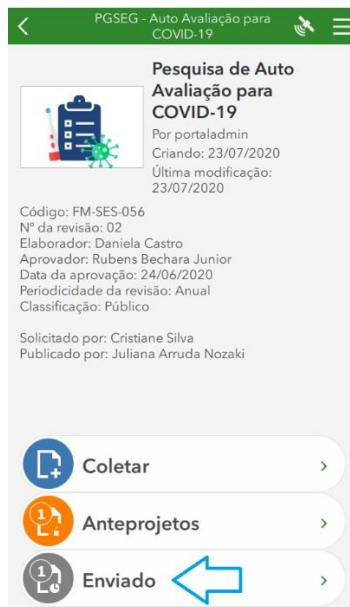 PGSEG - Auto Avaliação para
COVID-19
Pesquisa de Auto
Avaliação para
COVID-19
Por portaladmin
Criando: 23/07/2020
Última modificação:
23/07/2020
Código: FM-SES-056
Nº da revisão: 02
Elaborador: Daniela Castro
Aprovador: Rubens Bechara Junior
Data da aprovação: 24/06/2020
Periodicidade da revisão: Anual
Classificação: Público
Solicitado por: Cristiane Silva
Publicado por: Juliana Arruda Nozaki
Coletar
1
Anteprojetos
1
Enviado